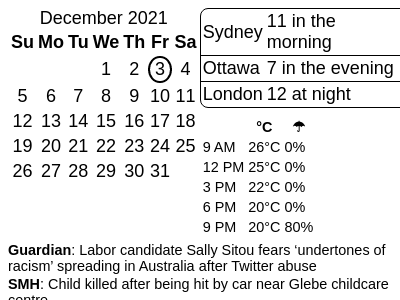 December 2021
Su Mo Tu We Th Fr Sa
1 2 3 4
5 6 7 8 9 10 11
12 13 14 15 16 17 18
19 20 21 22 23 24 25
26 27 28 29 30 31
Sydney 11 in the
morning
Ottawa 7 in the evening
London 12 at night
°C ☂
9 AM 26°C 0%
12 PM 25°C 0%
3 PM 22°C 0%
6 PM 20°C 0%
9 PM 20°C 80%
Guardian: Labor candidate Sally Sitou fears ‘undertones of
racism’ spreading in Australia after Twitter abuse
SMH: Child killed after being hit by car near Glebe childcare
centre